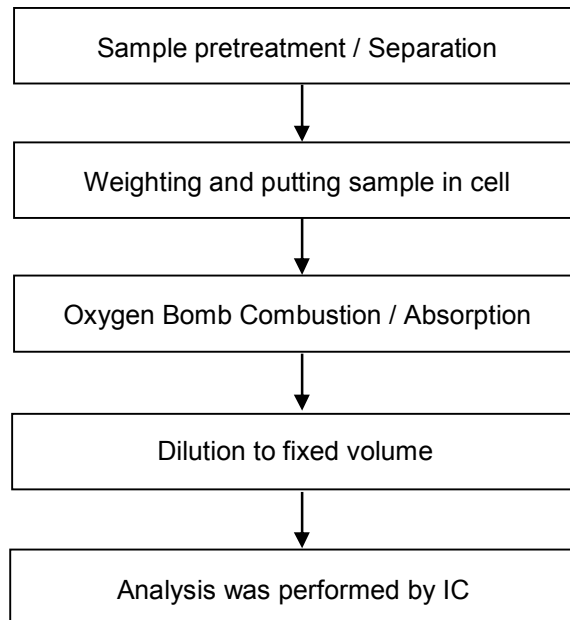 Sample pretreatment / Separation
Weighting and putting sample in cell
Oxygen Bomb Combustion / Absorption
Dilution to fixed volume
Analysis was performed by IC